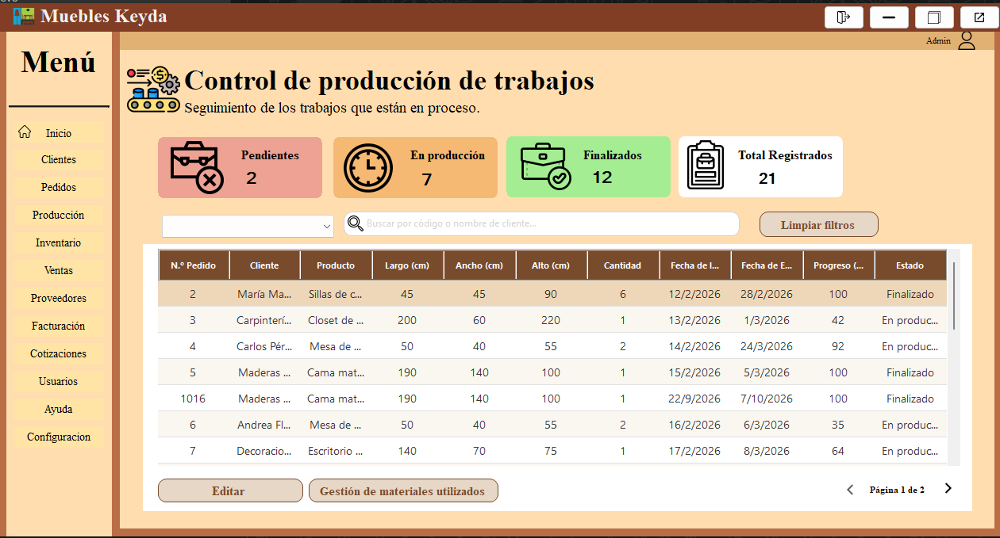 Muebles Keyda
Admin
Menú
Inicio
Clientes
Pedidos
Producción
Inventario
Ventas
Proveedores
Facturación
Cotizaciones
Usuarios
Ayuda
Configuracion
Control de producción de trabajos
Seguimiento de los trabajos que están en proceso.
Pendientes
2
En producción
7
Finalizados
12
Total Registrados
21
Buscar por código o nombre de cliente...
Limpiar filtros
N.º Pedido Cliente Producto Largo (cm) Ancho (cm) Alto (cm) Cantidad Fecha de I... Fecha de E... Progreso (... Estado
2 María Ma... Sillas de c... 45 45 90 6 12/2/2026 28/2/2026 100 Finalizado
3 Carpinterí... Closet de ... 200 60 220 1 13/2/2026 1/3/2026 42 En produc...
4 Carlos Pér... Mesa de ... 50 40 55 2 14/2/2026 24/3/2026 92 En produc...
5 Maderas ... Cama mat... 190 140 100 1 15/2/2026 5/3/2026 100 Finalizado
1016 Maderas ... Cama mat... 190 140 100 1 22/9/2026 7/10/2026 100 Finalizado
6 Andrea Fl... Mesa de ... 50 40 55 2 16/2/2026 6/3/2026 35 En produc...
7 Decoracio... Escritorio ... 140 70 75 1 17/2/2026 8/3/2026 64 En produc...
Editar
Gestión de materiales utilizados
Página 1 de 2